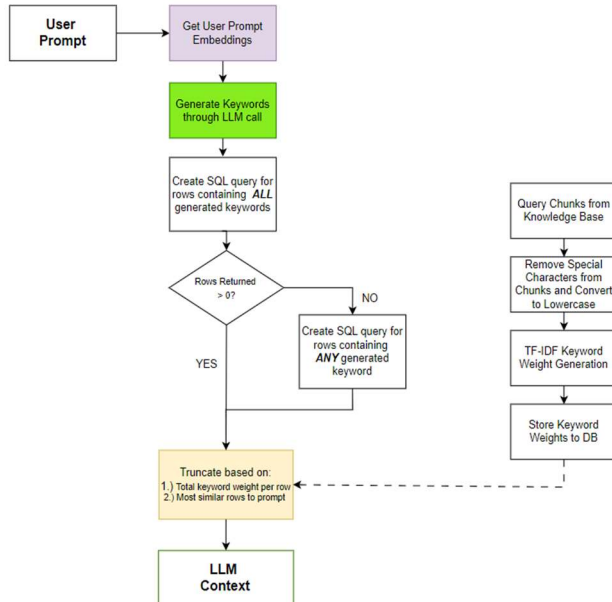 User
Prompt
Get User Prompt
Embeddings
Generate Keywords
through LLM call
Create SQL query for
rows containing ALL
generated keywords
Rows Returned
> 0?
NO
YES
Create SQL query for
rows containing
ANY generated
keyword
Truncate based on:
1.) Total keyword weight per row
2.) Most similar rows to prompt
LLM
Context
Query Chunks from
Knowledge Base
Remove Special
Characters from
Chunks and Convert
to Lowercase
TF-IDF Keyword
Weight Generation
Store Keyword
Weights to DB